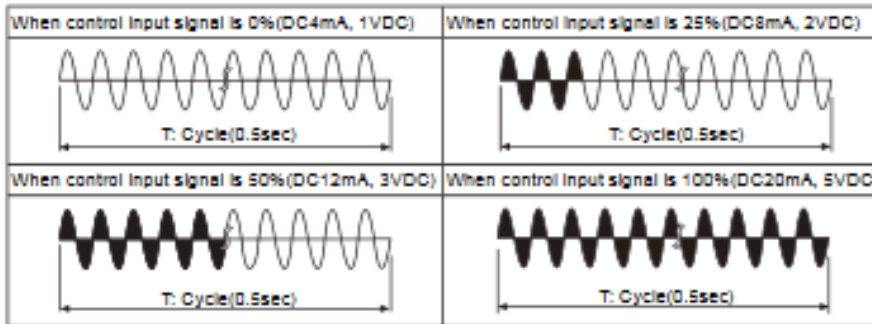 When control input signal is 0%(DC4mA, 1VDC)
T: Cycle(0.5sec)
When control input signal is 25%(DC8mA, 2VDC)
T: Cycle(0.5sec)
When control input signal is 50%(DC12mA, 3VDC)
T: Cycle(0.5sec)
When control input signal is 100%(DC20mA, 5VDC
T: Cycle(0.5sec)